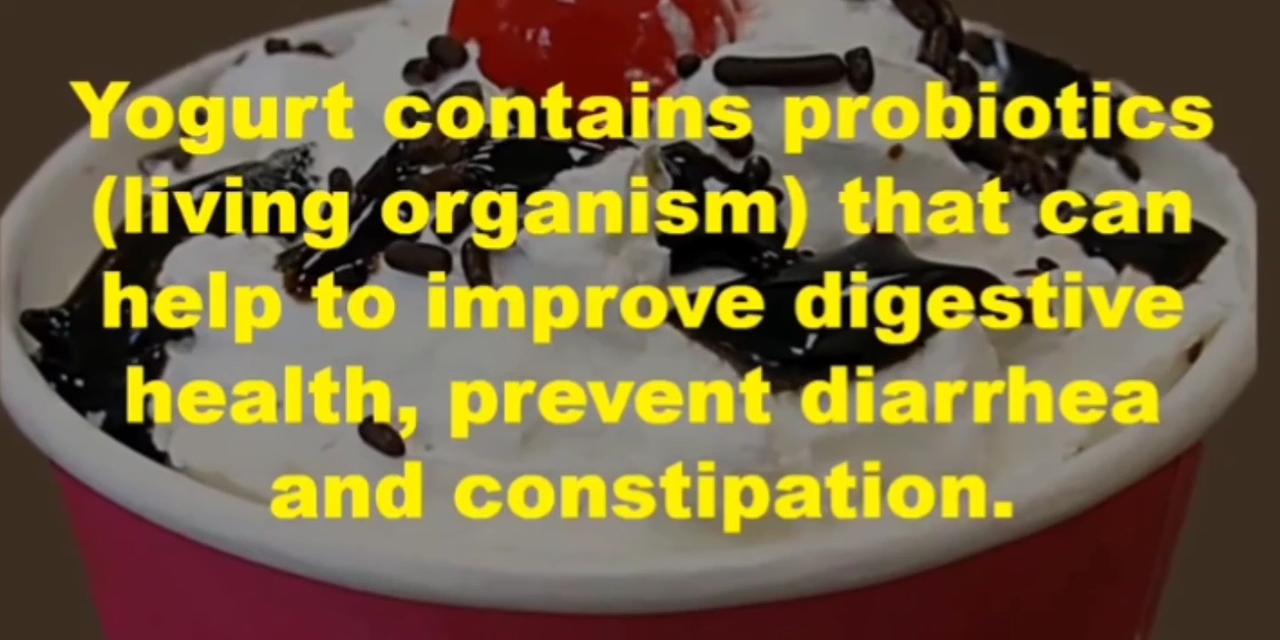 Yogurt contains probiotics
(living organism) that can
help to improve digestive
health, prevent diarrhea
and constipation.